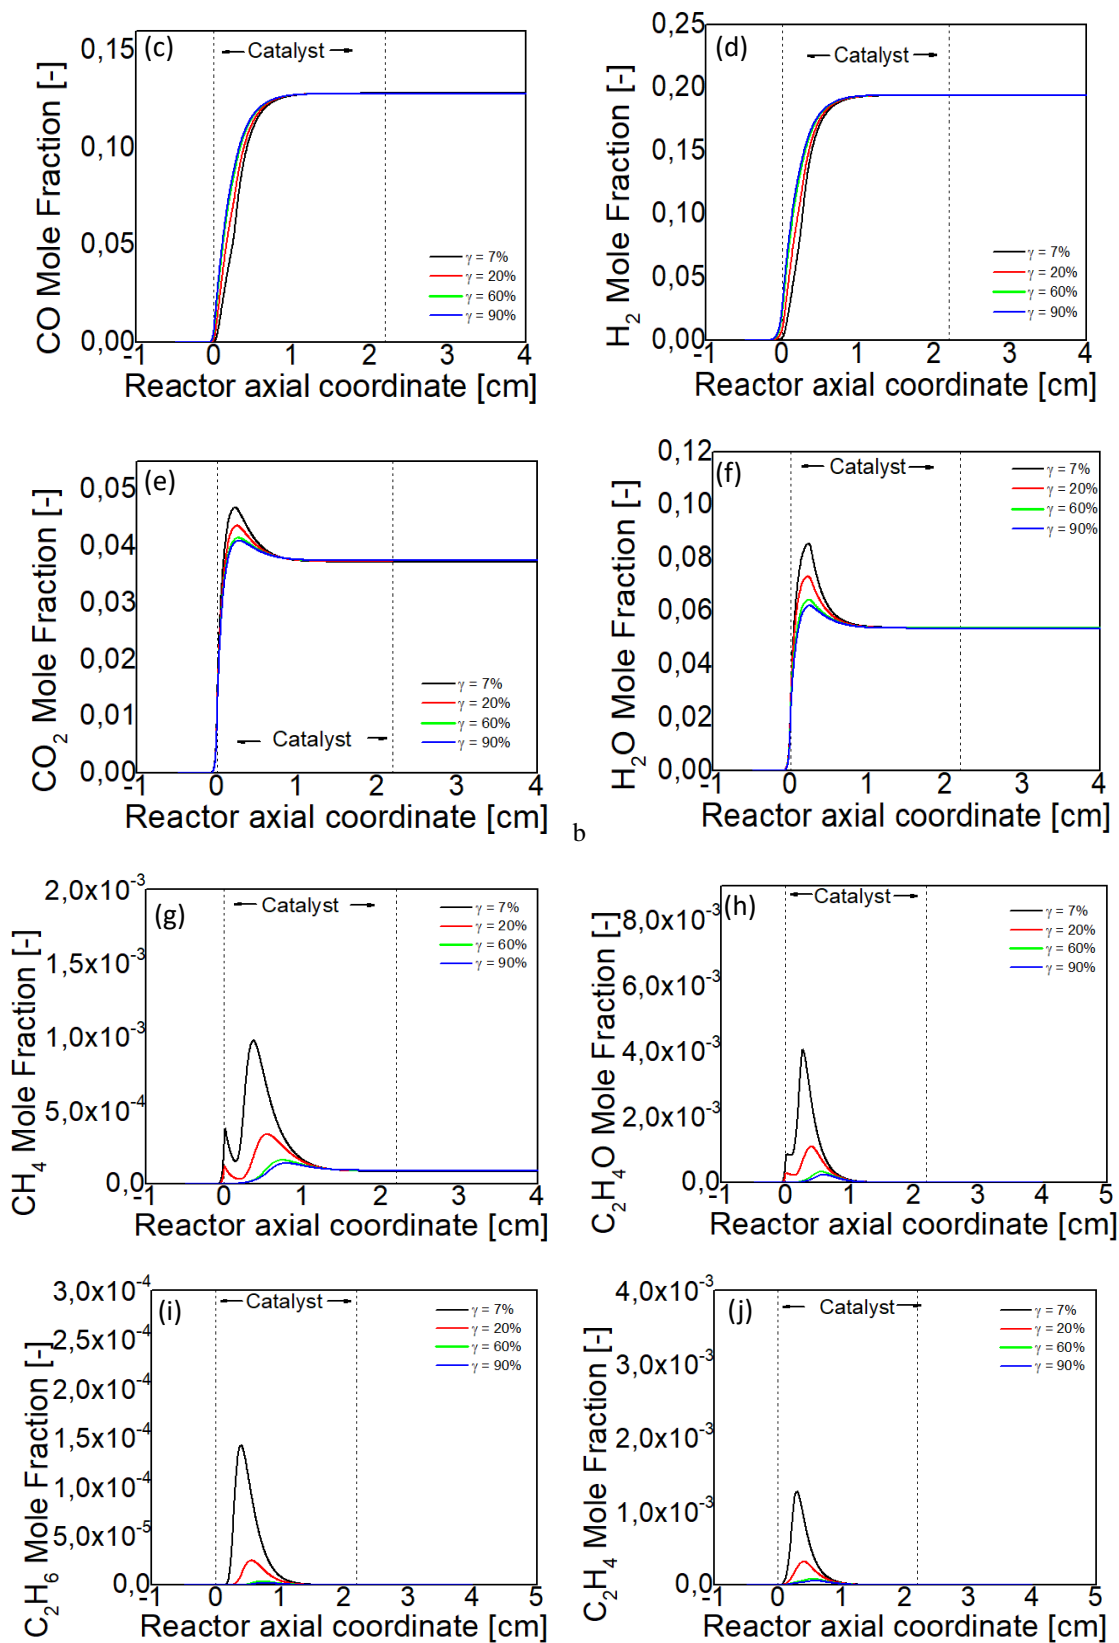 (c)
Catalyst
0,15
0,10
0,05
0,00
CO Mole Fraction [-]
γ = 7%
γ = 20%
γ = 60%
γ = 90%
-1 0 1 2 3 4
Reactor axial coordinate [cm]
(d)
Catalyst
0,25
0,20
0,15
0,10
0,05
0,00
H2 Mole Fraction [-]
γ = 7%
γ = 20%
γ = 60%
γ = 90%
-1 0 1 2 3 4
Reactor axial coordinate [cm]
(e)
0,05
0,04
0,03
0,02
0,01
0,00
CO2 Mole Fraction [-]
γ = 7%
γ = 20%
γ = 60%
γ = 90%
Catalyst
-1 0 1 2 3 4
Reactor axial coordinate [cm]
b
(f)
Catalyst
0,12
0,10
0,08
0,06
0,04
0,02
0,00
H2O Mole Fraction [-]
γ = 7%
γ = 20%
γ = 60%
γ = 90%
-1 0 1 2 3 4
Reactor axial coordinate [cm]
(g)
Catalyst
2,0x10-3
1,5x10-3
1,0x10-3
5,0x10-4
0,0
CH4 Mole Fraction [-]
γ = 7%
γ = 20%
γ = 60%
γ = 90%
-1 0 1 2 3 4
Reactor axial coordinate [cm]
(h)
Catalyst
8,0x10-3
6,0x10-3
4,0x10-3
2,0x10-3
0,0
C2H4O Mole Fraction [-]
γ = 7%
γ = 20%
γ = 60%
γ = 90%
-1 0 1 2 3 4 5
Reactor axial coordinate [cm]
(i)
Catalyst
3,0x10-4
2,5x10-4
2,0x10-4
1,5x10-4
1,0x10-4
5,0x10-5
0,0
C2H6 Mole Fraction [-]
γ = 7%
γ = 20%
γ = 60%
γ = 90%
-1 0 1 2 3 4 5
Reactor axial coordinate [cm]
(j)
Catalyst
4,0x10-3
3,0x10-3
2,0x10-3
1,0x10-3
0,0
C2H4 Mole Fraction [-]
γ = 7%
γ = 20%
γ = 60%
γ = 90%
-1 0 1 2 3 4 5
Reactor axial coordinate [cm]